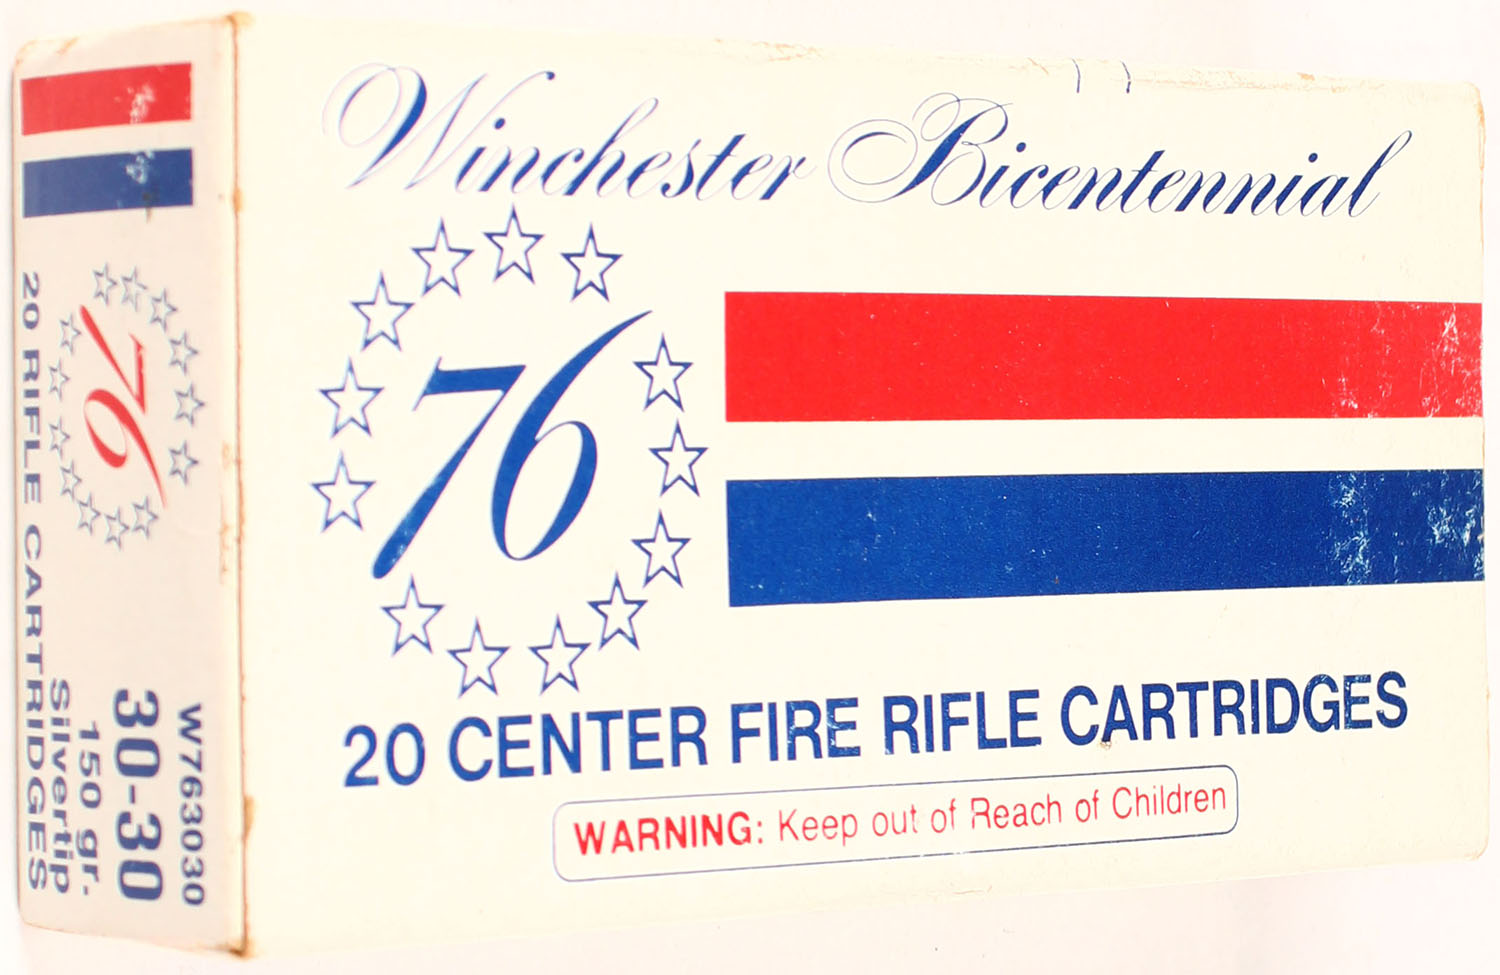 Winchester Bicentennial
76
20 CENTER FIRE RIFLE CARTRIDGES
WARNING: Keep out of Reach of Children
76
W763030
30-30
150 gr.
Silvertip
20 RIFLE CARTRIDGES